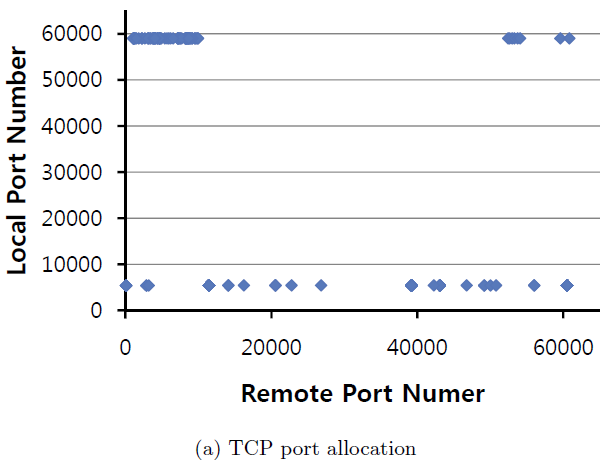 60000
50000
40000
30000
20000
10000
0
Local Port Number
0 20000 40000 60000
Remote Port Numer
(a) TCP port allocation